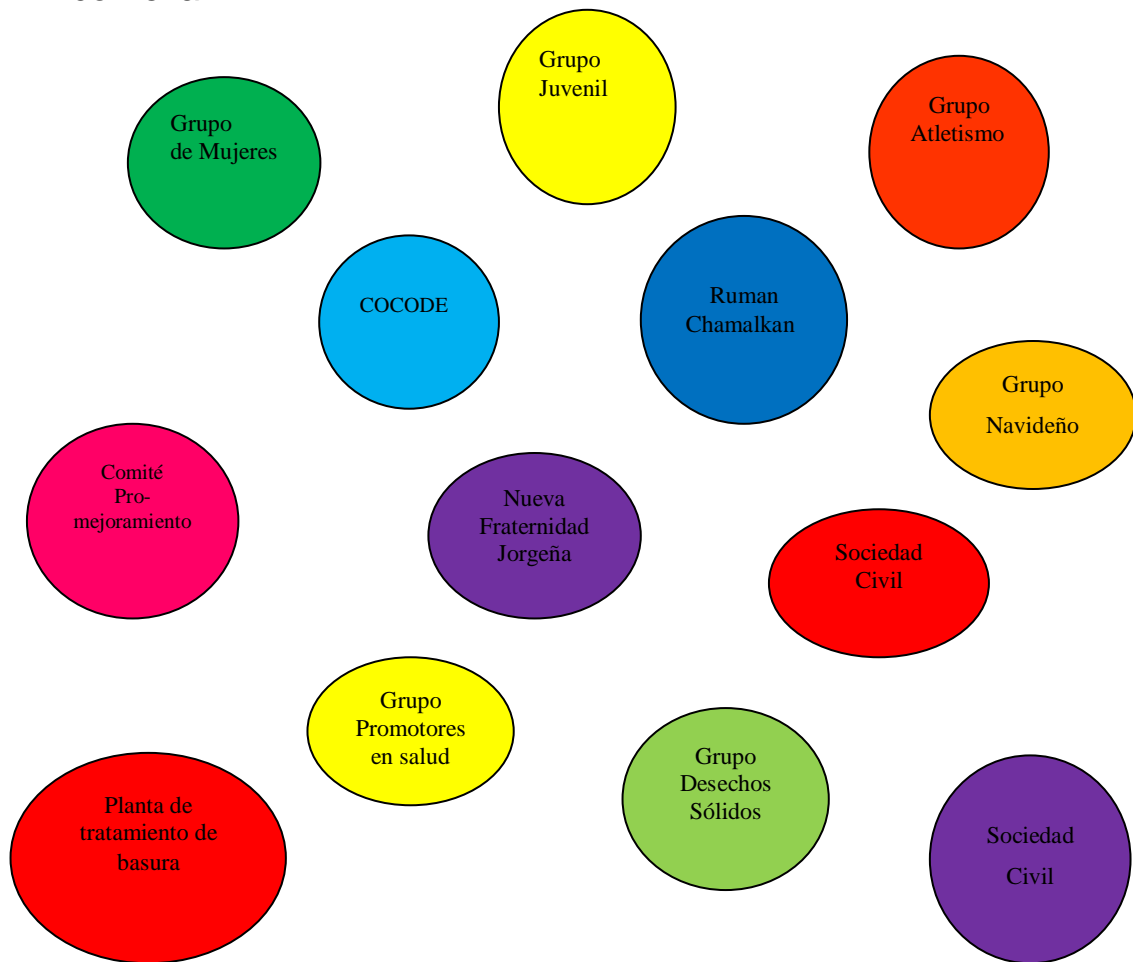 Grupo
Juvenil
Grupo
Atletismo
Grupo
de Mujeres
COCODE
Ruman
Chamalkan
Grupo
Navideño
Comité
Pro-
mejoramiento
Nueva
Fraternidad
Jorgeña
Sociedad
Civil
Grupo
Promotores
en salud
Grupo
Desechos
Sólidos
Planta de
tratamiento de
basura
Sociedad
Civil